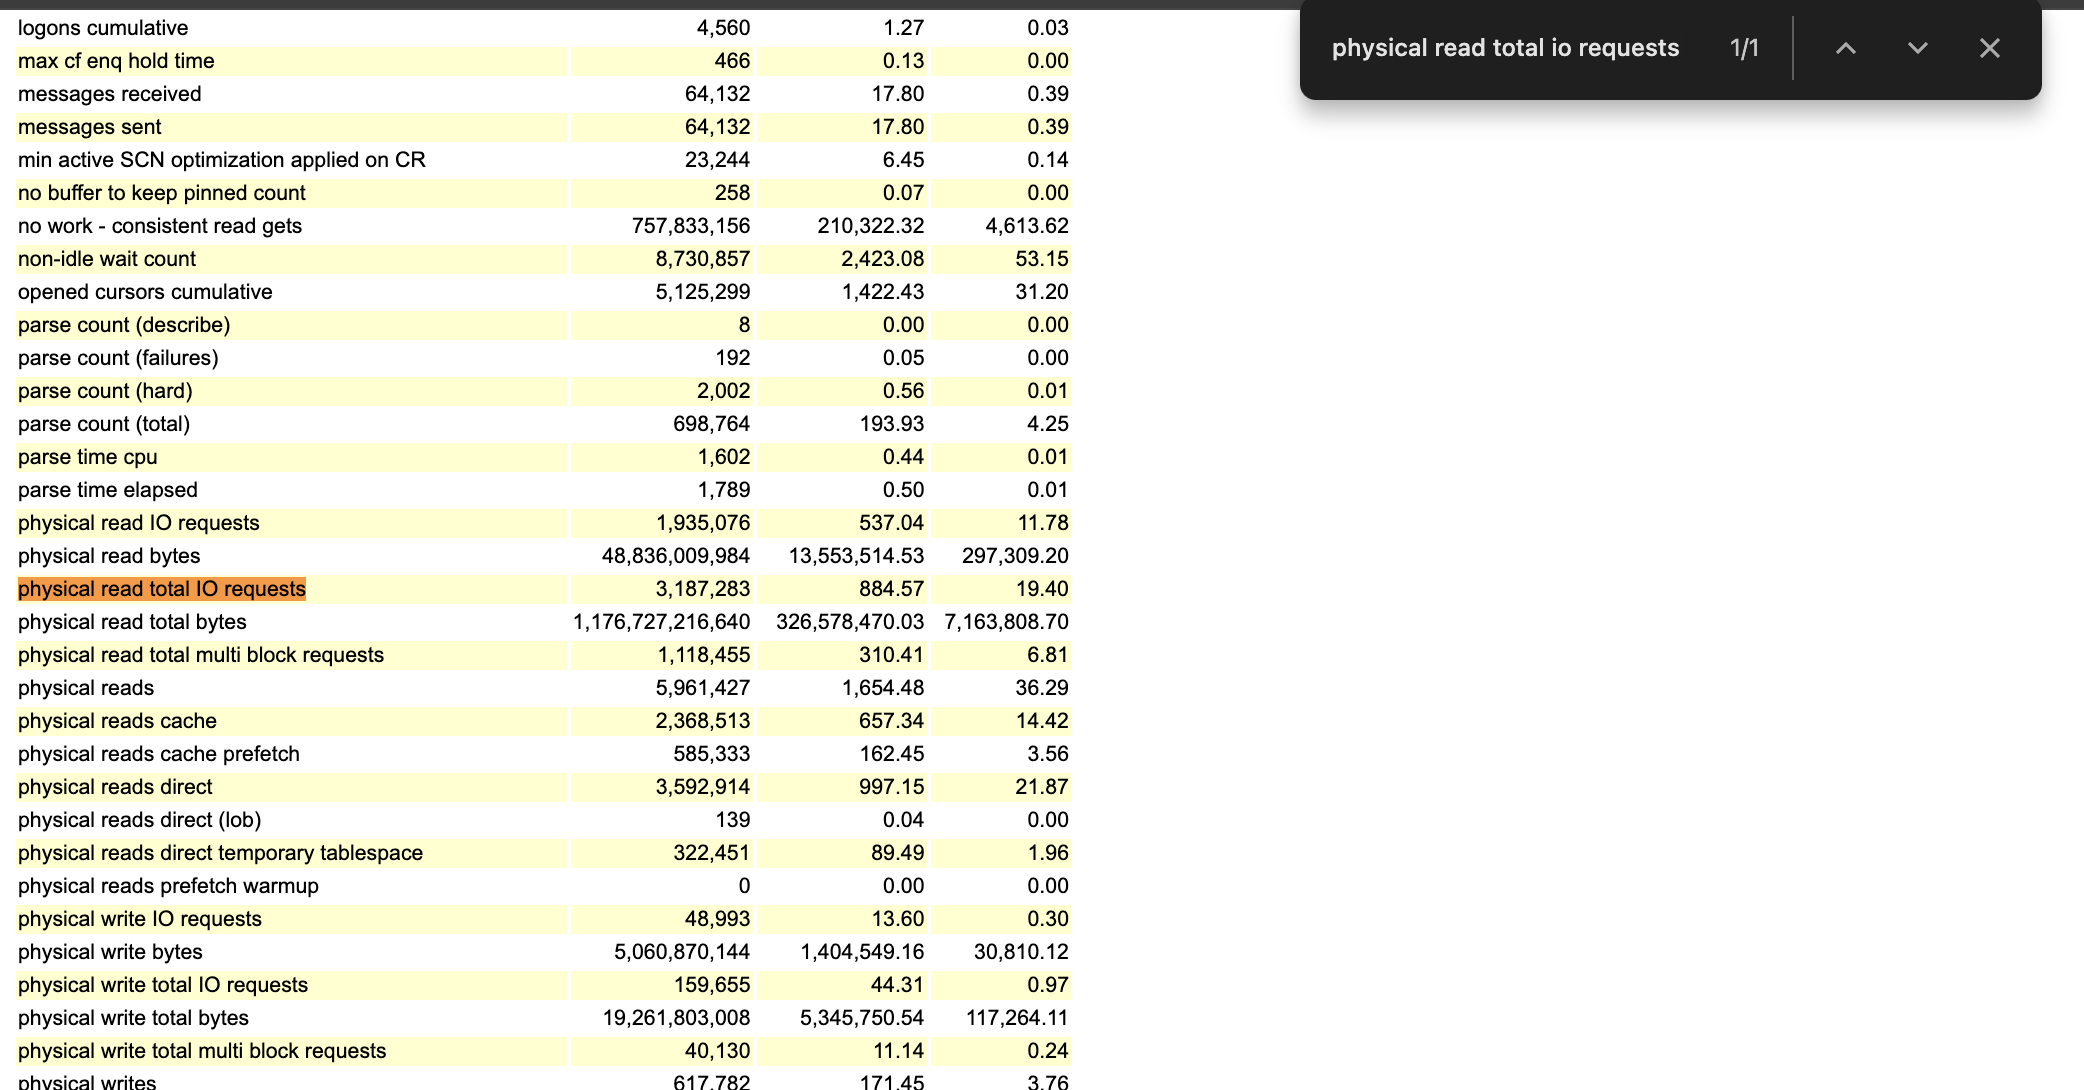 physical read total io requests 1/1
logons cumulative 4,560 1.27 0.03
max cf enq hold time 466 0.13 0.00
messages received 64,132 17.80 0.39
messages sent 64,132 17.80 0.39
min active SCN optimization applied on CR 23,244 6.45 0.14
no buffer to keep pinned count 258 0.07 0.00
no work - consistent read gets 757,833,156 210,322.32 4,613.62
non-idle wait count 8,730,857 2,423.08 53.15
opened cursors cumulative 5,125,299 1,422.43 31.20
parse count (describe) 8 0.00 0.00
parse count (failures) 192 0.05 0.00
parse count (hard) 2,002 0.56 0.01
parse count (total) 698,764 193.93 4.25
parse time cpu 1,602 0.44 0.01
parse time elapsed 1,789 0.50 0.01
physical read IO requests 1,935,076 537.04 11.78
physical read bytes 48,836,009,984 13,553,514.53 297,309.20
physical read total IO requests 3,187,283 884.57 19.40
physical read total bytes 1,176,727,216,640 326,578,470.03 7,163,808.70
physical read total multi block requests 1,118,455 310.41 6.81
physical reads 5,961,427 1,654.48 36.29
physical reads cache 2,368,513 657.34 14.42
physical reads cache prefetch 585,333 162.45 3.56
physical reads direct 3,592,914 997.15 21.87
physical reads direct (lob) 139 0.04 0.00
physical reads direct temporary tablespace 322,451 89.49 1.96
physical reads prefetch warmup 0 0.00 0.00
physical write IO requests 48,993 13.60 0.30
physical write bytes 5,060,870,144 1,404,549.16 30,810.12
physical write total IO requests 159,655 44.31 0.97
physical write total bytes 19,261,803,008 5,345,750.54 117,264.11
physical write total multi block requests 40,130 11.14 0.24
physical writes 617,782 171.45 3.76